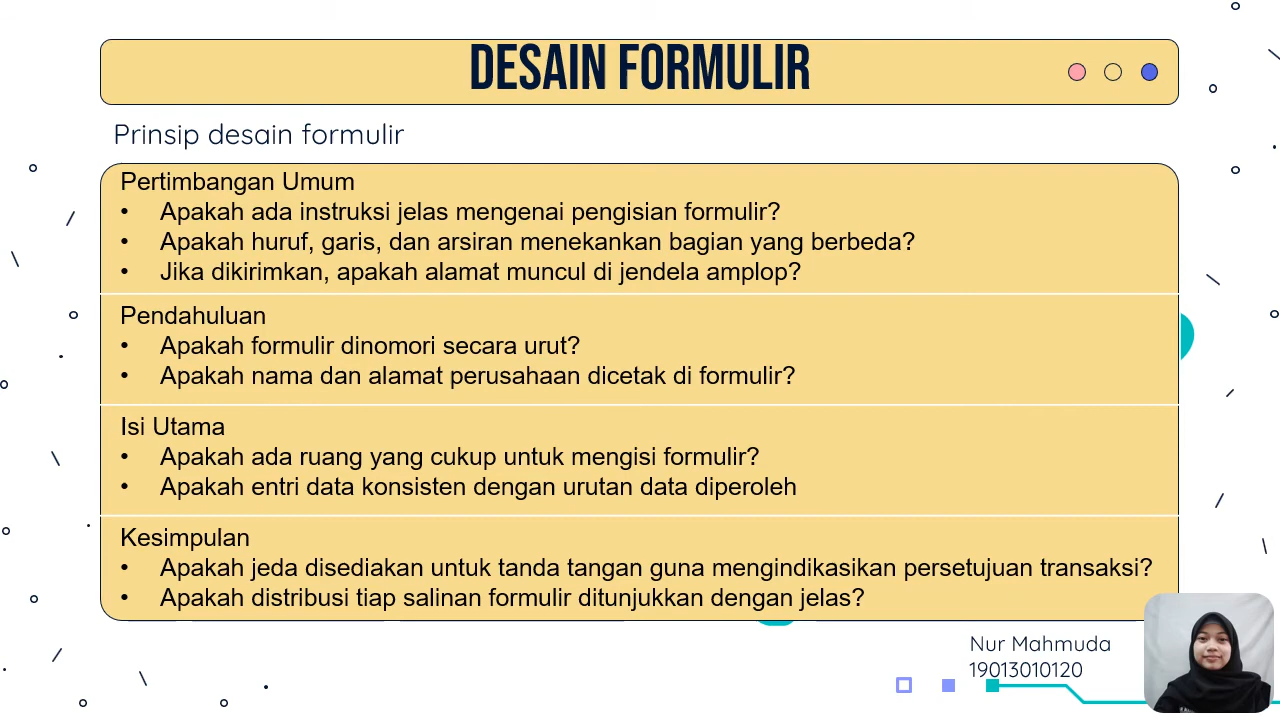 DESAIN FORMULIR
Prinsip desain formulir
Pertimbangan Umum
• Apakah ada instruksi jelas mengenai pengisian formulir?
• Apakah huruf, garis, dan arsiran menekankan bagian yang berbeda?
• Jika dikirimkan, apakah alamat muncul di jendela amplop?
Pendahuluan
• Apakah formulir dinomori secara urut?
• Apakah nama dan alamat perusahaan dicetak di formulir?
Isi Utama
• Apakah ada ruang yang cukup untuk mengisi formulir?
• Apakah entri data konsisten dengan urutan data diperoleh
Kesimpulan
• Apakah jeda disediakan untuk tanda tangan guna mengindikasikan persetujuan transaksi?
• Apakah distribusi tiap salinan formulir ditunjukkan dengan jelas?
Nur Mahmuda
19013010120